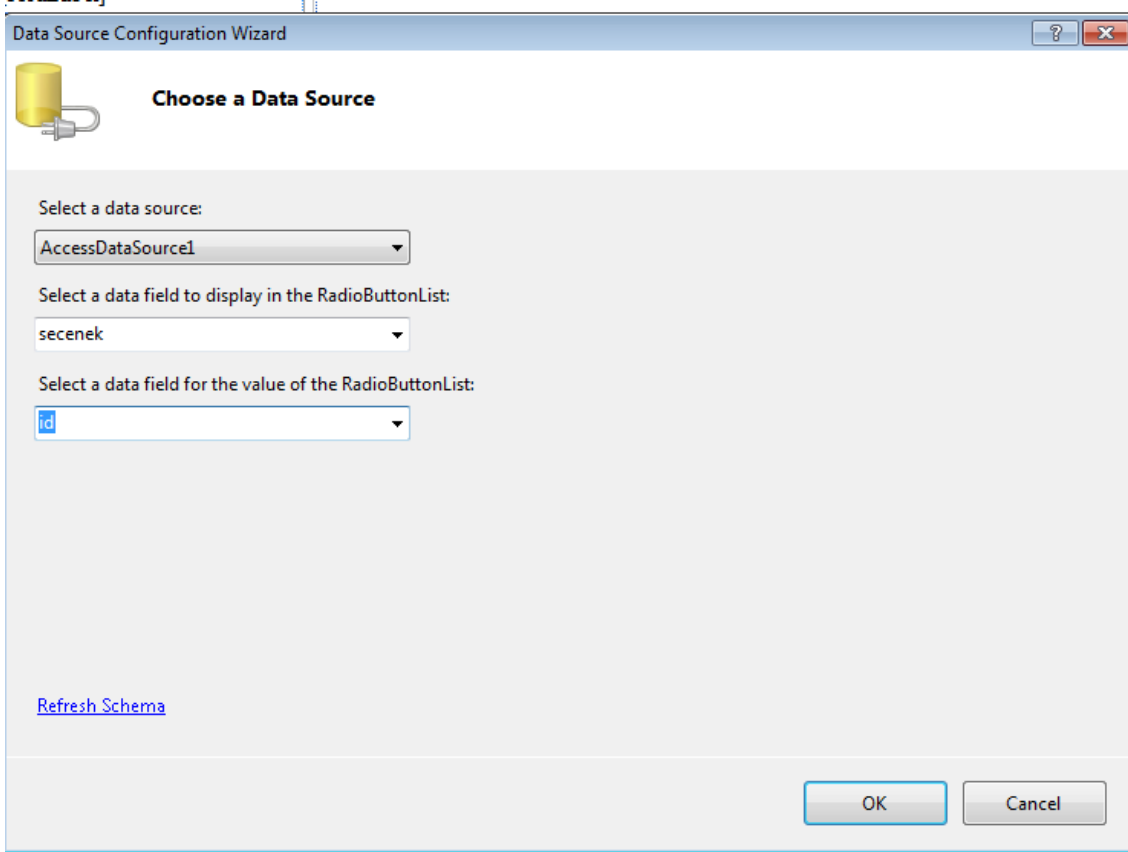 Data Source Configuration Wizard
Choose a Data Source
Select a data source:
AccessDataSource1
Select a data field to display in the RadioButtonList:
secenek
Select a data field for the value of the RadioButtonList:
id
Refresh Schema
OK
Cancel